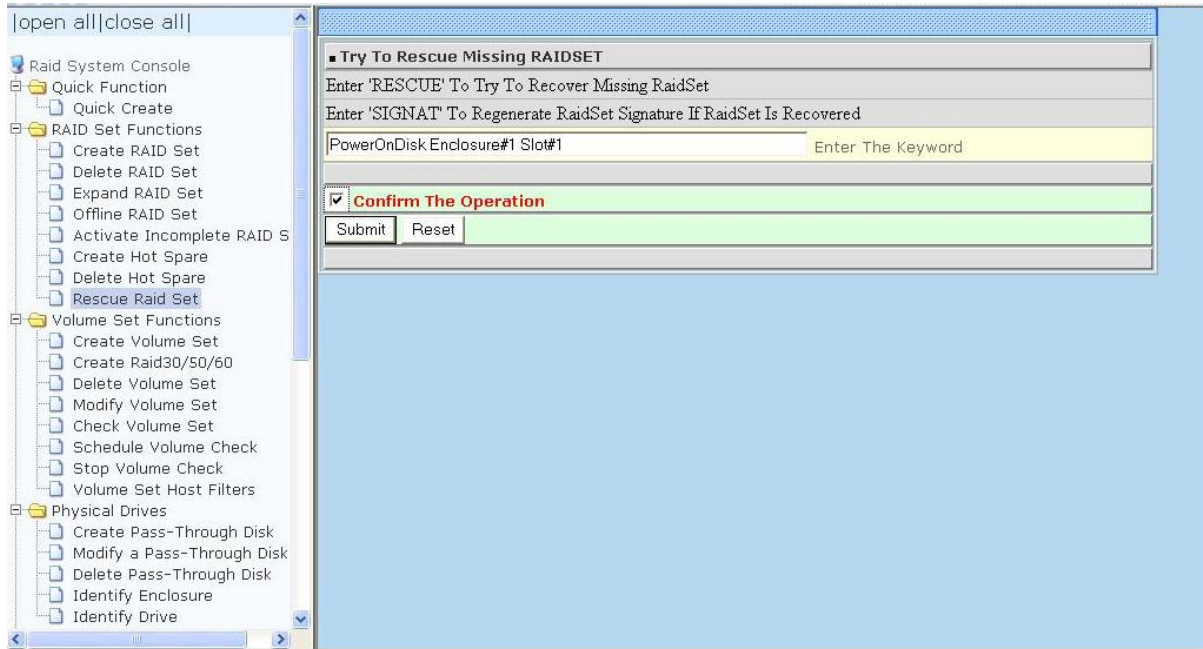 |open all|close all|
Raid System Console
Quick Function
Quick Create
RAID Set Functions
Create RAID Set
Delete RAID Set
Expand RAID Set
Offline RAID Set
Activate Incomplete RAID S
Create Hot Spare
Delete Hot Spare
Rescue Raid Set
Volume Set Functions
Create Volume Set
Create Raid30/50/60
Delete Volume Set
Modify Volume Set
Check Volume Set
Schedule Volume Check
Stop Volume Check
Volume Set Host Filters
Physical Drives
Create Pass-Through Disk
Modify a Pass-Through Disk
Delete Pass-Through Disk
Identify Enclosure
Identify Drive
Try To Rescue Missing RAIDSET
Enter 'RESCUE' To Try To Recover Missing RaidSet
Enter 'SIGNAT' To Regenerate RaidSet Signature If RaidSet Is Recovered
PowerOnDisk Enclosure#1 Slot#1 Enter The Keyword
Confirm The Operation
Submit Reset